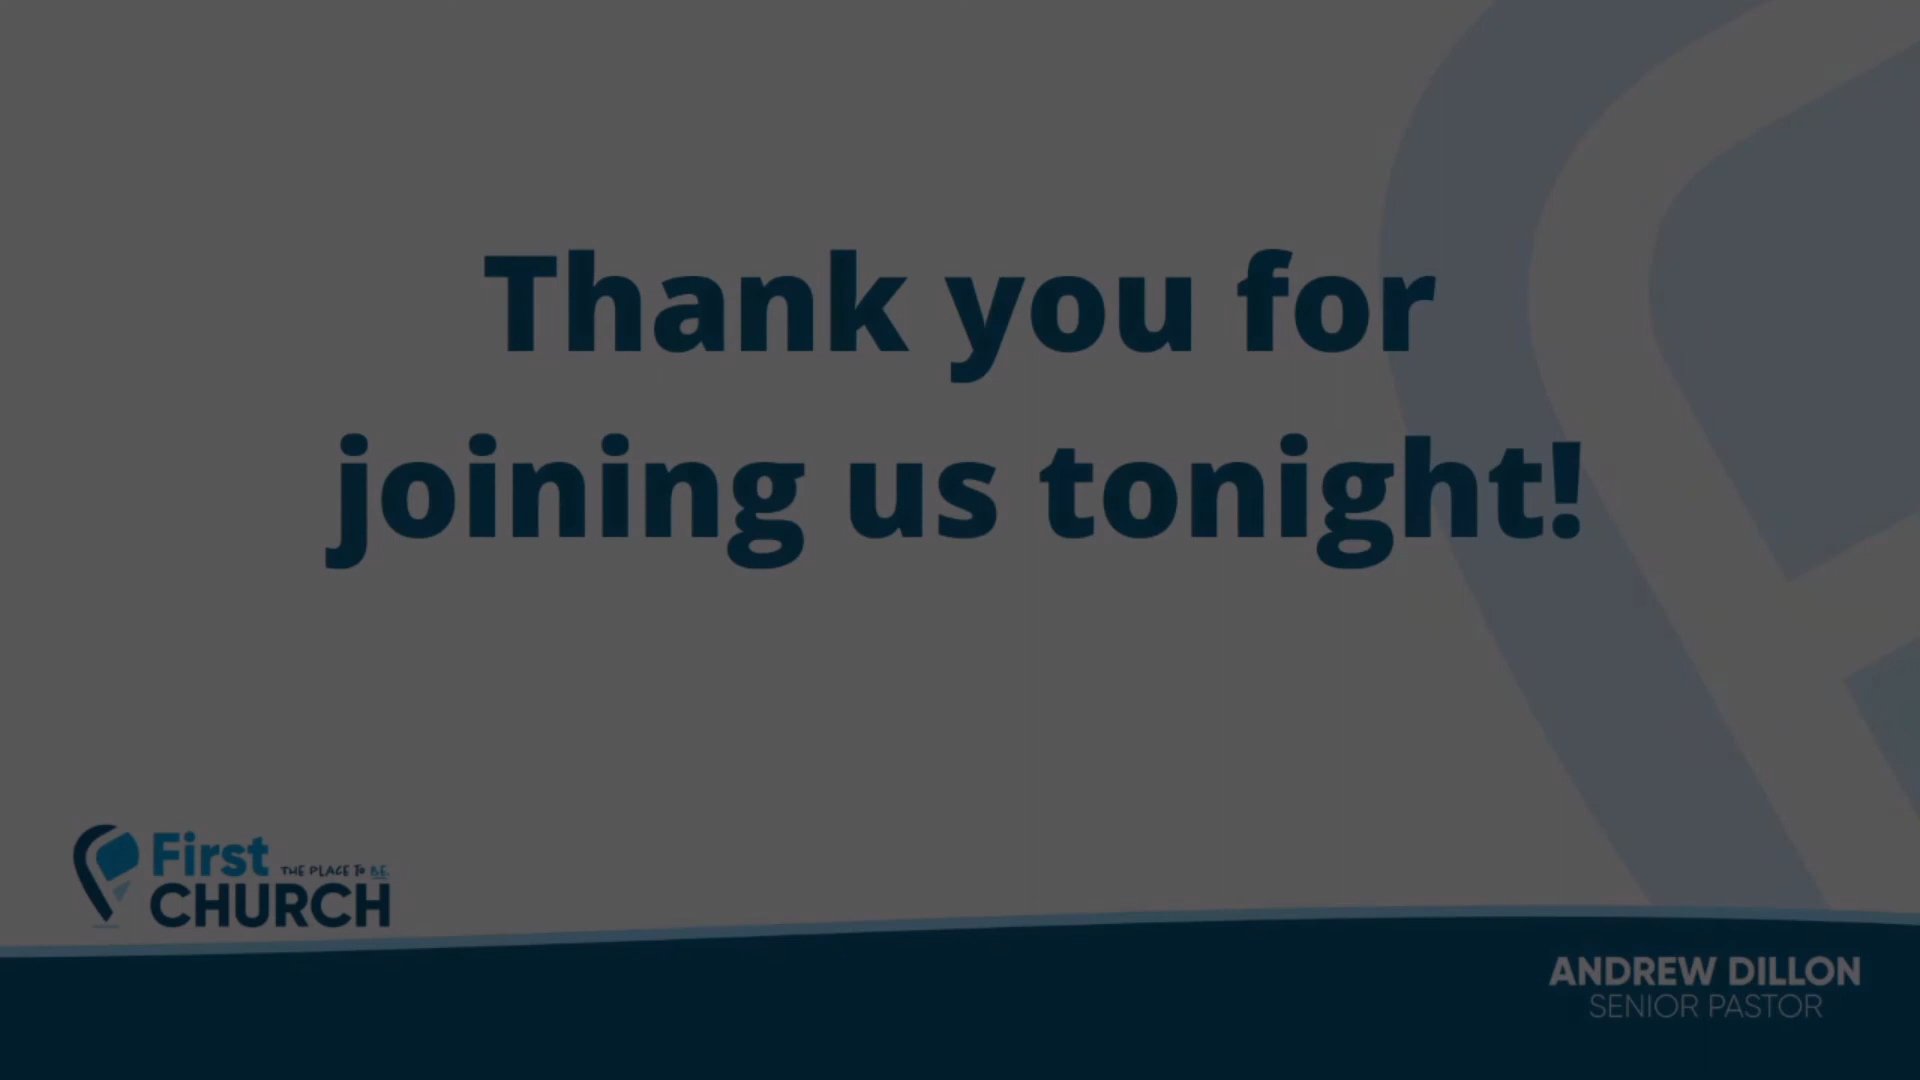 Thank you for
joining us tonight!
First THE PLACE TO BE.
CHURCH
ANDREW DILLON
SENIOR PASTOR